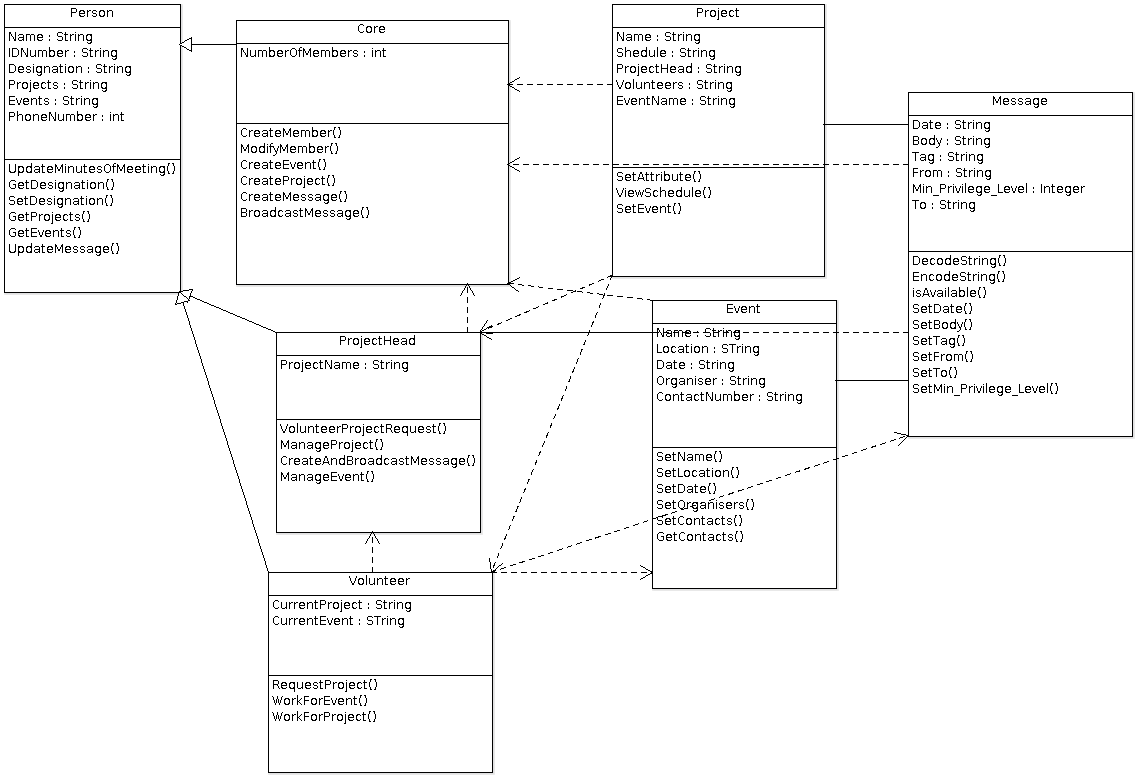 Person
Name : String
IDNumber : String
Designation : String
Projects : String
Events : String
PhoneNumber : int
UpdateMinutesOfMeeting()
GetDesignation()
SetDesignation()
GetProjects()
GetEvents()
UpdateMessage()
Core
NumberOfMembers : int
CreateMember()
ModifyMember()
CreateEvent()
CreateProject()
CreateMessage()
BroadcastMessage()
Project
Name : String
Shedule : String
ProjectHead : String
Volunteers : String
EventName : String
SetAttribute()
ViewSchedule()
SetEvent()
Message
Date : String
Body : String
Tag : String
From : String
Min_Privilege_Level : Integer
To : String
DecodeString()
EncodeString()
isAvailable()
SetDate()
SetBody()
SetTag()
SetFrom()
SetTo()
SetMin_Privilege_Level()
ProjectHead
ProjectName : String
VolunteerProjectRequest()
ManageProject()
CreateAndBroadcastMessage()
ManageEvent()
Event
Name : String
Location : STring
Date : String
Organiser : String
ContactNumber : String
SetName()
SetLocation()
SetDate()
SetOrganisers()
SetContacts()
GetContacts()
Volunteer
CurrentProject : String
CurrentEvent : STring
RequestProject()
WorkForEvent()
WorkForProject()